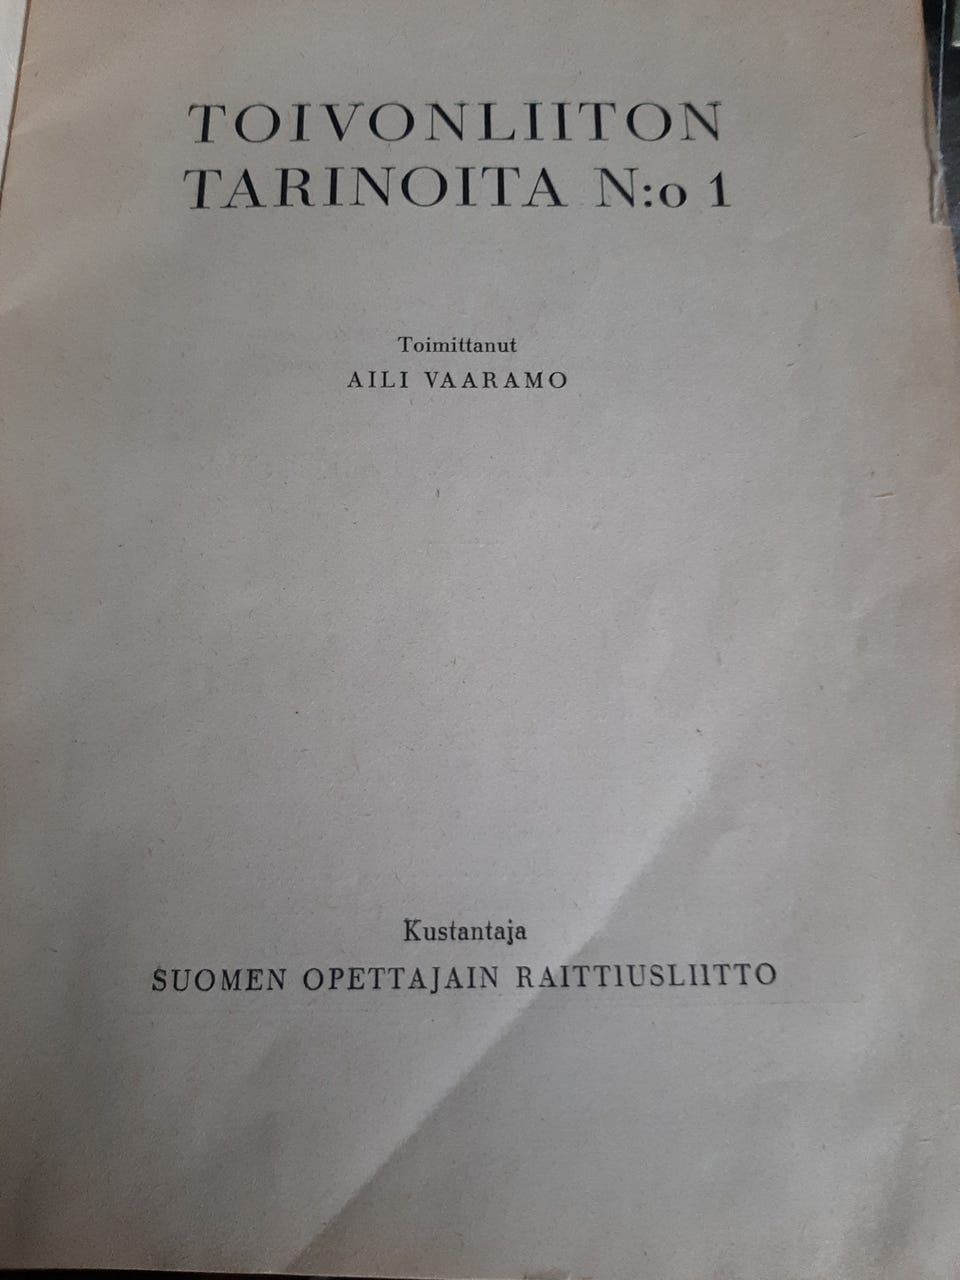 TOIVONLIITON
TARINOITA N:o 1
Toimittanut
AILI VAARAMO
Kustantaja
SUOMEN OPETTAJAIN RAITTIUSLIITTO